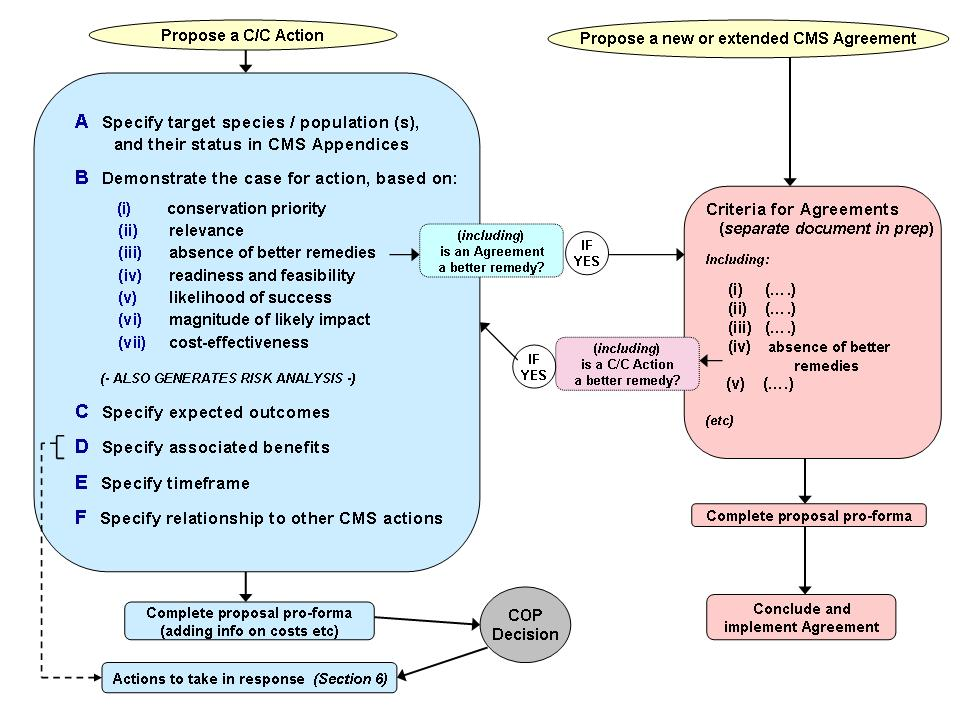 Propose a C/C Action
A Specify target species / population (s),
and their status in CMS Appendices
B Demonstrate the case for action, based on:
(i) conservation priority
(ii) relevance
(iii) absence of better remedies
(iv) readiness and feasibility
(v) likelihood of success
(vi) magnitude of likely impact
(vii) cost-effectiveness
(- ALSO GENERATES RISK ANALYSIS -)
C Specify expected outcomes
D Specify associated benefits
E Specify timeframe
F Specify relationship to other CMS actions
(including)
is an Agreement
a better remedy?
IF
YES
Propose a new or extended CMS Agreement
Criteria for Agreements
(separate document in prep)
Including:
(i) (....)
(ii) (....)
(iii) (....)
(iv) absence of better
remedies
(v) (....)
(etc)
(including)
is a C/C Action
a better remedy?
IF
YES
Complete proposal pro-forma
(adding info on costs etc)
COP
Decision
Actions to take in response (Section 6)
Complete proposal pro-forma
Conclude and
implement Agreement